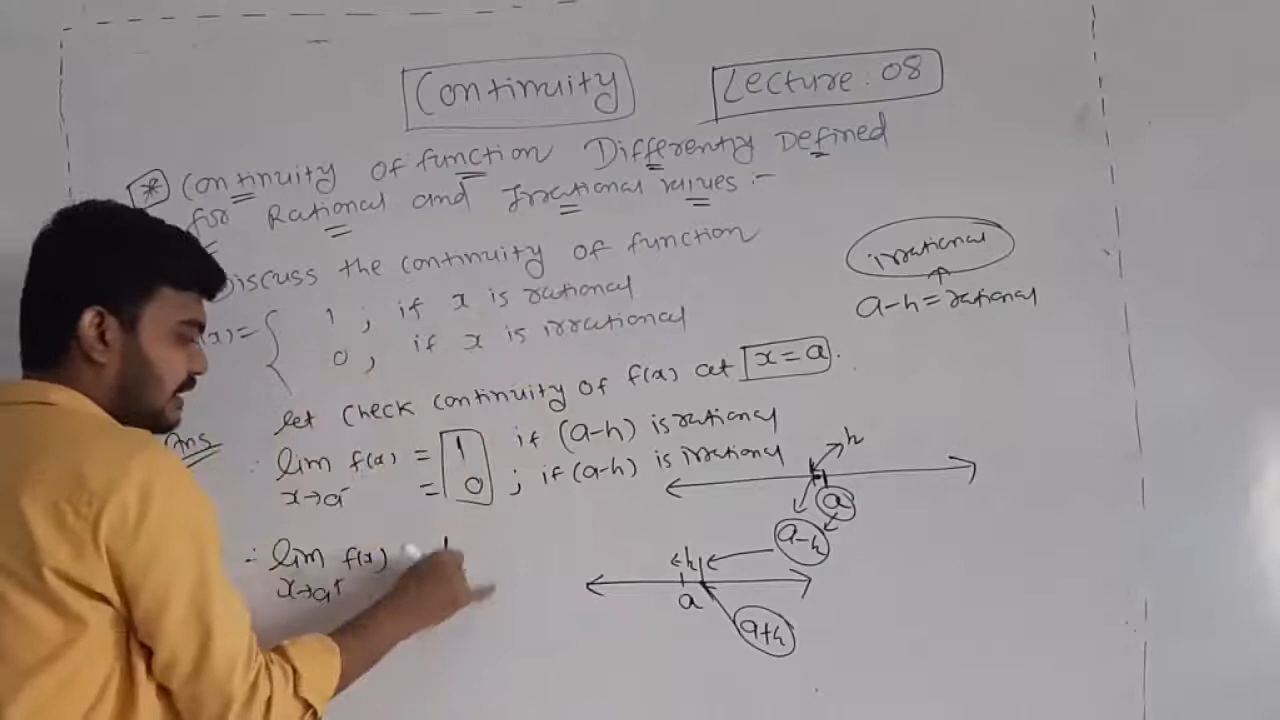 Continuity
Lecture: 08
* Continuity of function Differently Defined
for Rational and Irrational values :-
Discuss the continuity of function
(x) = { 1 ; if x is rational
0 , if x is irrational
let check continuity of f(x) at x = a .
Ans
lim f(x) = 1 if (a-h) is rational
x→a⁻ = 0 ; if (a-h) is irrational
∴ lim f(x)
x→a⁺
irrational
↑
a-h = rational
h
a
a-h
h
a
a+h